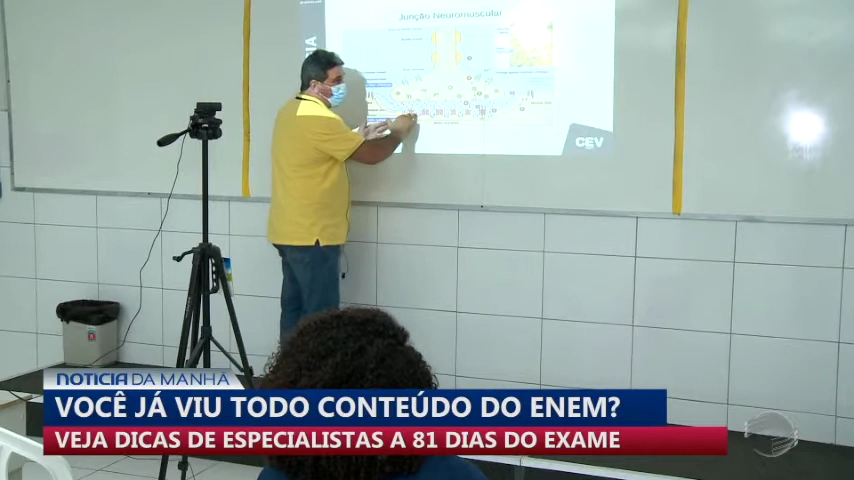 Junção Neuromuscular
CEV
NOTÍCIA DA MANHÃ
VOCÊ JÁ VIU TODO CONTEÚDO DO ENEM?
VEJA DICAS DE ESPECIALISTAS A 81 DIAS DO EXAME